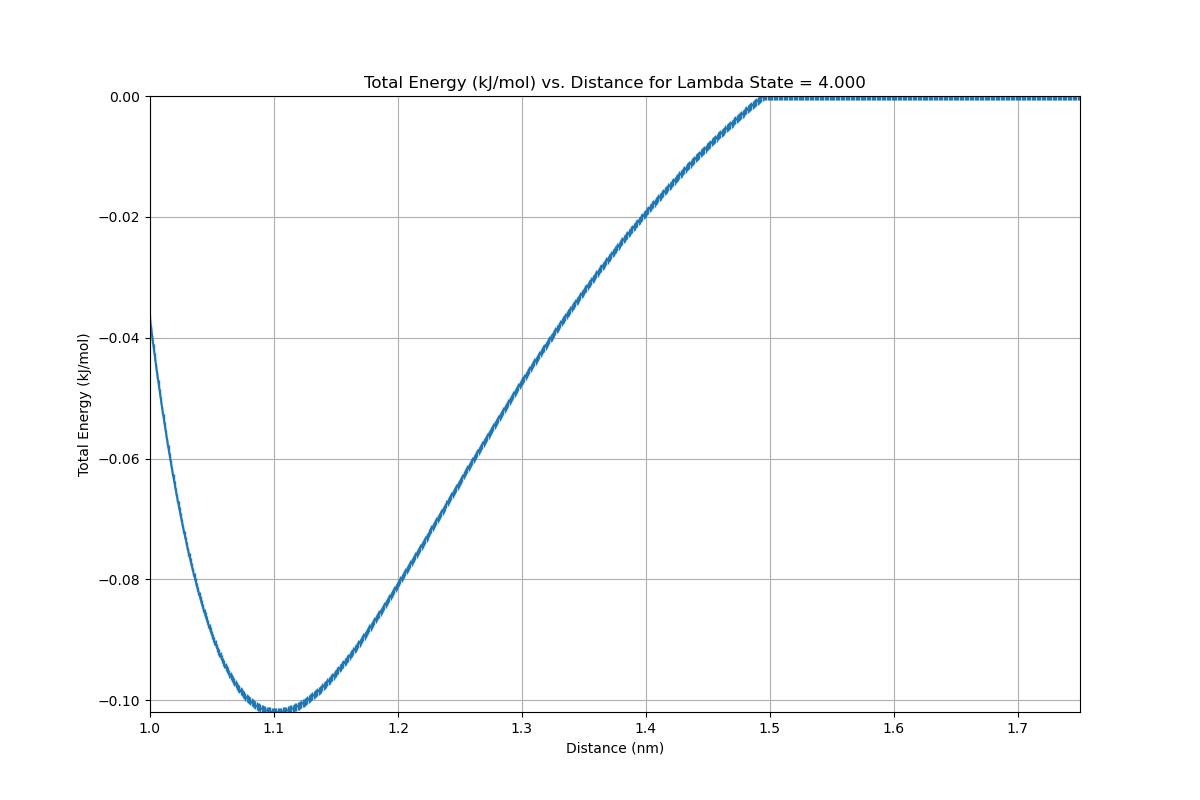 Total Energy (kJ/mol) vs. Distance for Lambda State = 4.000
0.00
−0.02
−0.04
−0.06
−0.08
−0.10
Total Energy (kJ/mol)
1.0 1.1 1.2 1.3 1.4 1.5 1.6 1.7
Distance (nm)